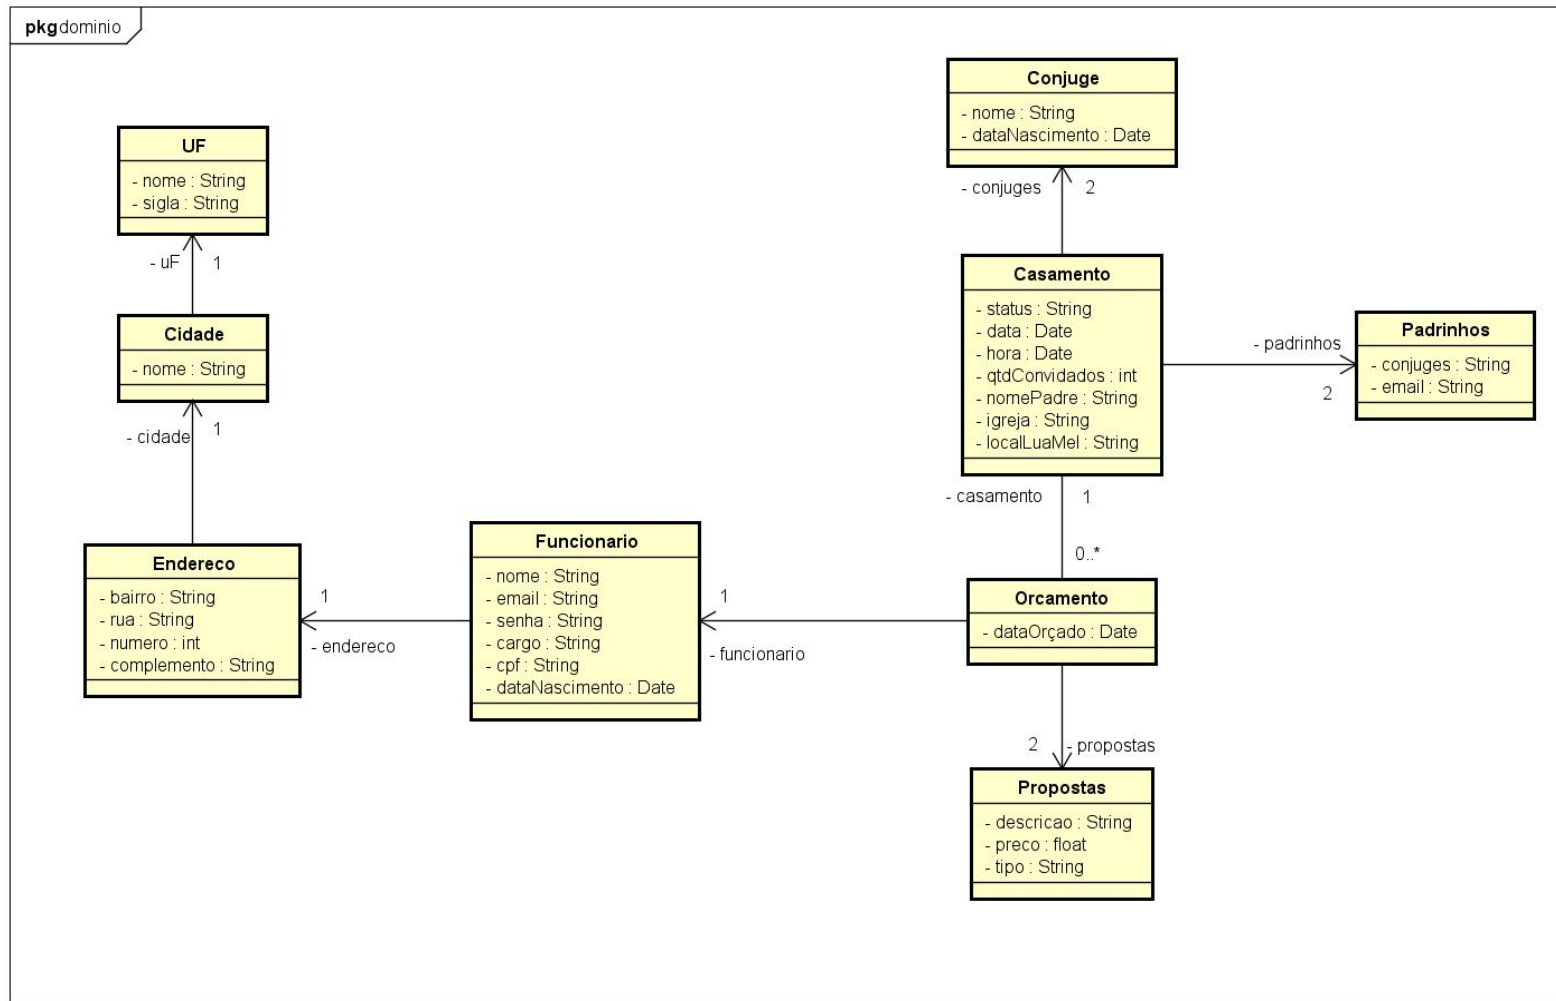 pkg dominio
Conjuge
- nome : String
- dataNascimento : Date
- conjuges
2
UF
- nome : String
- sigla : String
- uF
1
Cidade
- nome : String
- cidade
1
Casamento
- status : String
- data : Date
- hora : Date
- qtdConvidados : int
- nomePadre : String
- igreja : String
- localLuaMel : String
- padrinhos
2
Padrinhos
- conjuges : String
- email : String
- casamento
1
0..*
Endereco
- bairro : String
- rua : String
- numero : int
- complemento : String
1
- endereco
Funcionario
- nome : String
- email : String
- senha : String
- cargo : String
- cpf : String
- dataNascimento : Date
1
- funcionario
Orcamento
- dataOrçado : Date
2
- propostas
Propostas
- descricao : String
- preco : float
- tipo : String